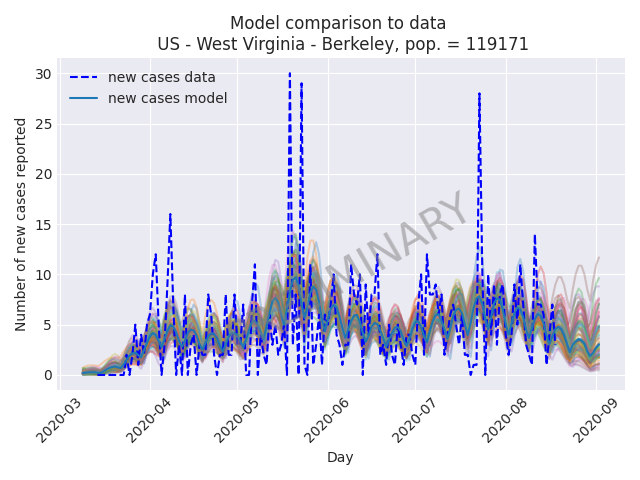 Model comparison to data
US - West Virginia - Berkeley, pop. = 119171
new cases data
new cases model
30
25
20
15
10
5
0
Number of new cases reported
MINARY
2020-03
2020-04
2020-05
2020-06
2020-07
2020-08
2020-09
Day